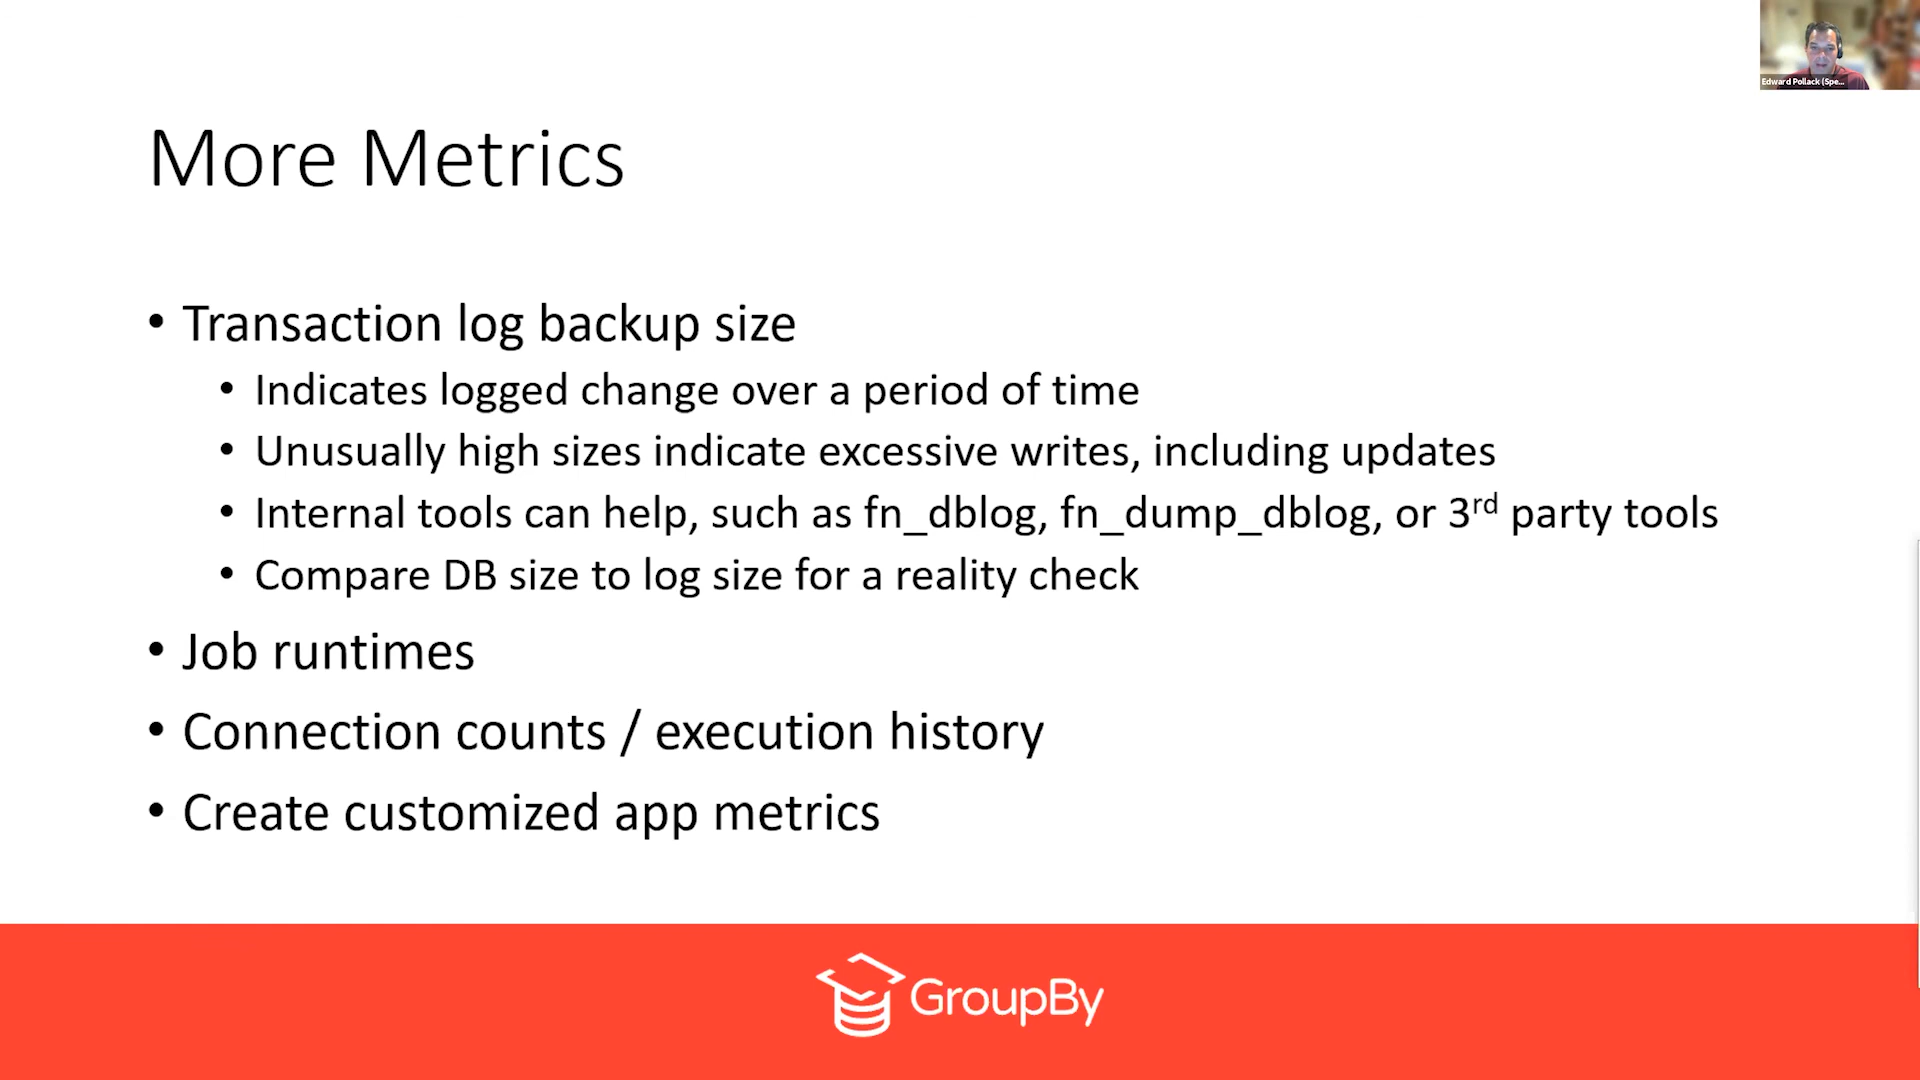 Edward Pollack (Spe...
More Metrics
• Transaction log backup size
• Indicates logged change over a period of time
• Unusually high sizes indicate excessive writes, including updates
• Internal tools can help, such as fn_dblog, fn_dump_dblog, or 3rd party tools
• Compare DB size to log size for a reality check
• Job runtimes
• Connection counts / execution history
• Create customized app metrics
GroupBy